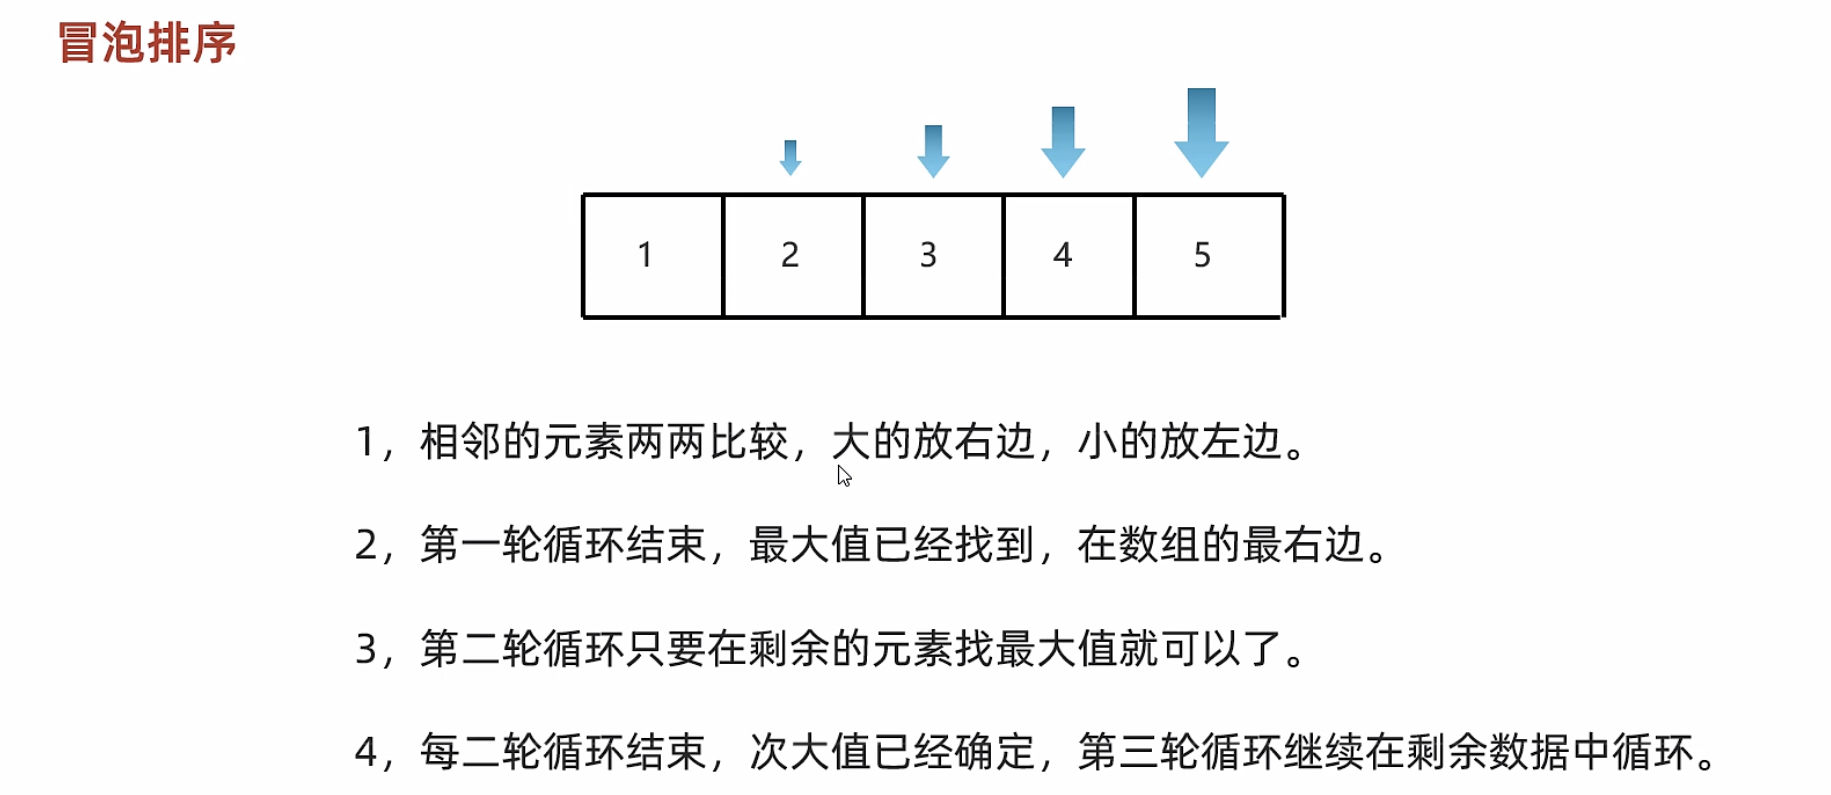 冒泡排序
1 2 3 4 5
1，相邻的元素两两比较，大的放右边，小的放左边。
2，第一轮循环结束，最大值已经找到，在数组的最右边。
3，第二轮循环只要在剩余的元素找最大值就可以了。
4，每二轮循环结束，次大值已经确定，第三轮循环继续在剩余数据中循环。